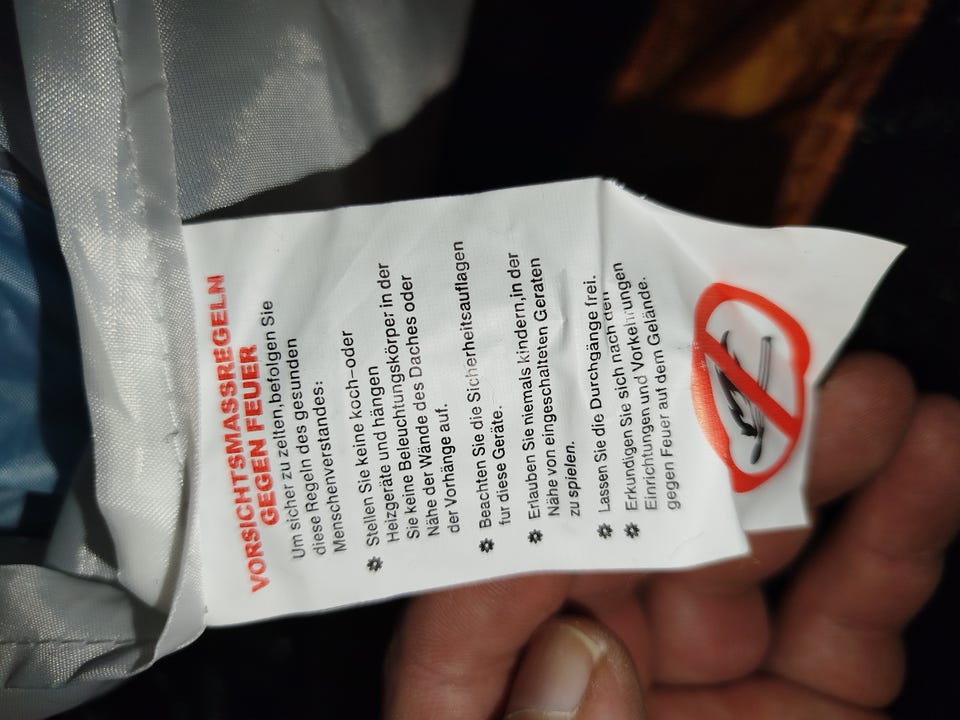 VORSICHTSMASSREGELN
GEGEN FEUER
Um sicher zu zelten,befolgen Sie
diese Regeln des gesunden
Menschenverstandes:
Stellen Sie keine koch-oder
Heizgeräte und hängen
Sie keine Beleuchtungskörper in der
Nähe der Wände des Daches oder
der Vorhänge auf.
Beachten Sie die Sicherheitsauflagen
fur diese Geräte.
Erlauben Sie niemals kindern,in der
Nähe von eingeschalteten Geraten
zu spielen.
Lassen Sie die Durchgänge frei.
Erkundigen Sie sich nach den
Einrichtungen und Vorkehrungen
gegen Feuer auf dem Gelände.